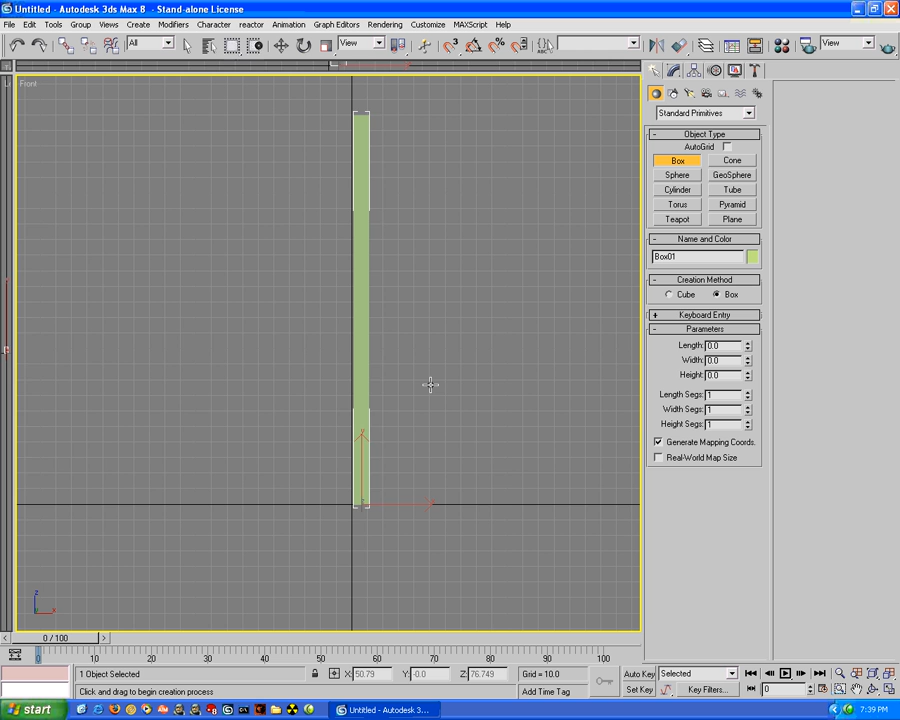 Untitled - Autodesk 3ds Max 8 - Stand-alone License
File Edit Tools Group Views Create Modifiers Character reactor Animation Graph Editors Rendering Customize MAXScript Help
All View View
Front
Standard Primitives
- Object Type
AutoGrid
Box Cone
Sphere GeoSphere
Cylinder Tube
Torus Pyramid
Teapot Plane
- Name and Color
Box01
- Creation Method
Cube Box
+ Keyboard Entry
- Parameters
Length: 0.0
Width: 0.0
Height: 0.0
Length Segs: 1
Width Segs: 1
Height Segs: 1
Generate Mapping Coords.
Real-World Map Size
z
x
0 / 100
0 10 20 30 40 50 60 70 80 90 100
1 Object Selected X: 50.79 Y: -0.0 Z: 76.749 Grid = 10.0 Auto Key Selected
Click and drag to begin creation process Add Time Tag Set Key Key Filters... 0
start Untitled - Autodesk 3... 7:39 PM